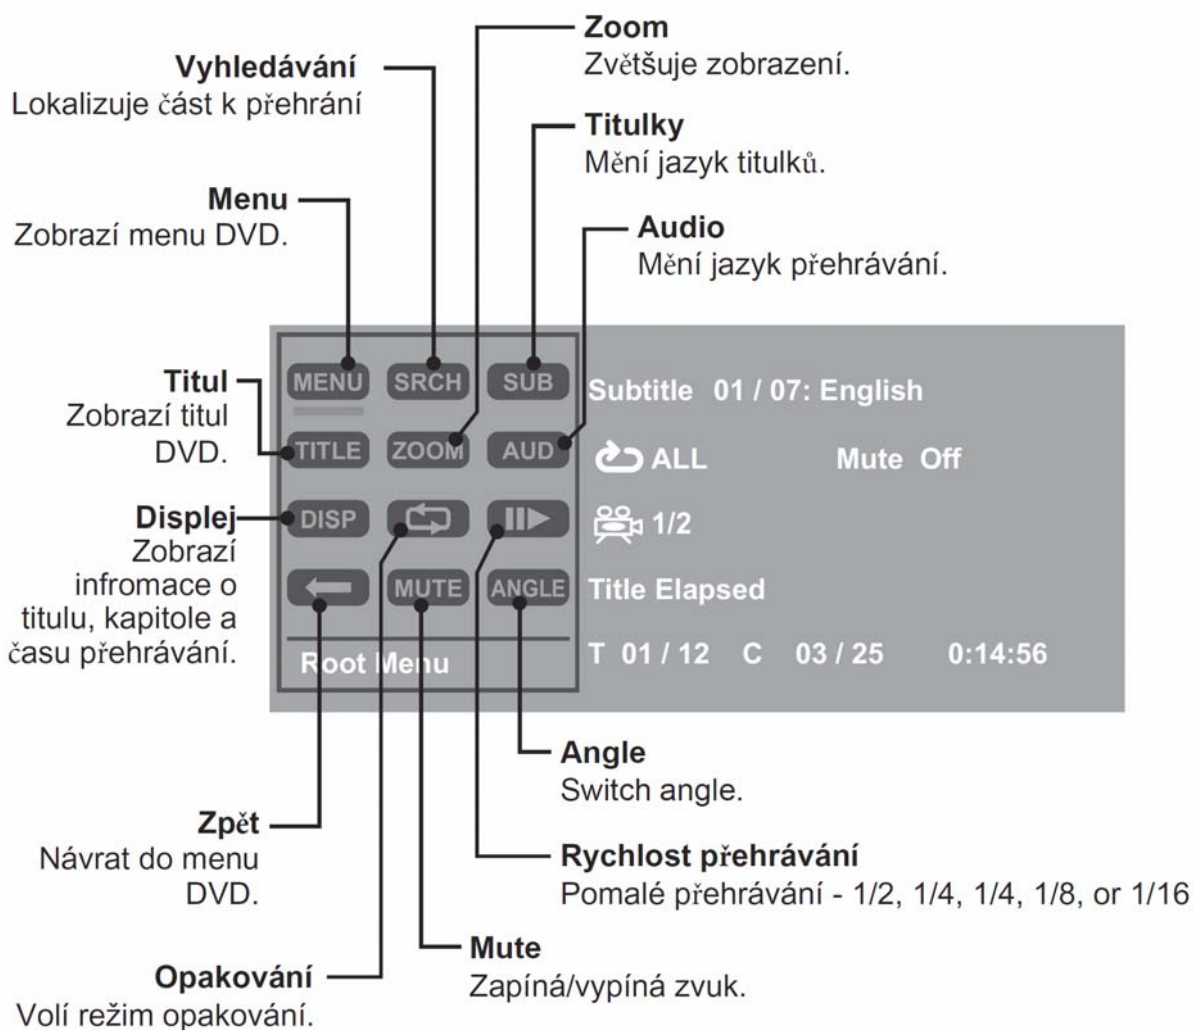 Zoom
Zvětšuje zobrazení.
Vyhledávání
Lokalizuje část k přehrání
Titulky
Mění jazyk titulků.
Menu
Zobrazí menu DVD.
Audio
Mění jazyk přehrávání.
Titul
Zobrazí titul
DVD.
Displej
Zobrazí
infromace o
titulu, kapitole a
času přehrávání.
MENU SRCH SUB
TITLE ZOOM AUD
DISP
MUTE ANGLE
Root Menu
Subtitle 01 / 07: English
ALL Mute Off
1/2
Title Elapsed
T 01 / 12 C 03 / 25 0:14:56
Angle
Switch angle.
Zpět
Návrat do menu
DVD.
Rychlost přehrávání
Pomalé přehrávání - 1/2, 1/4, 1/4, 1/8, or 1/16
Mute
Zapíná/vypíná zvuk.
Opakování
Volí režim opakování.